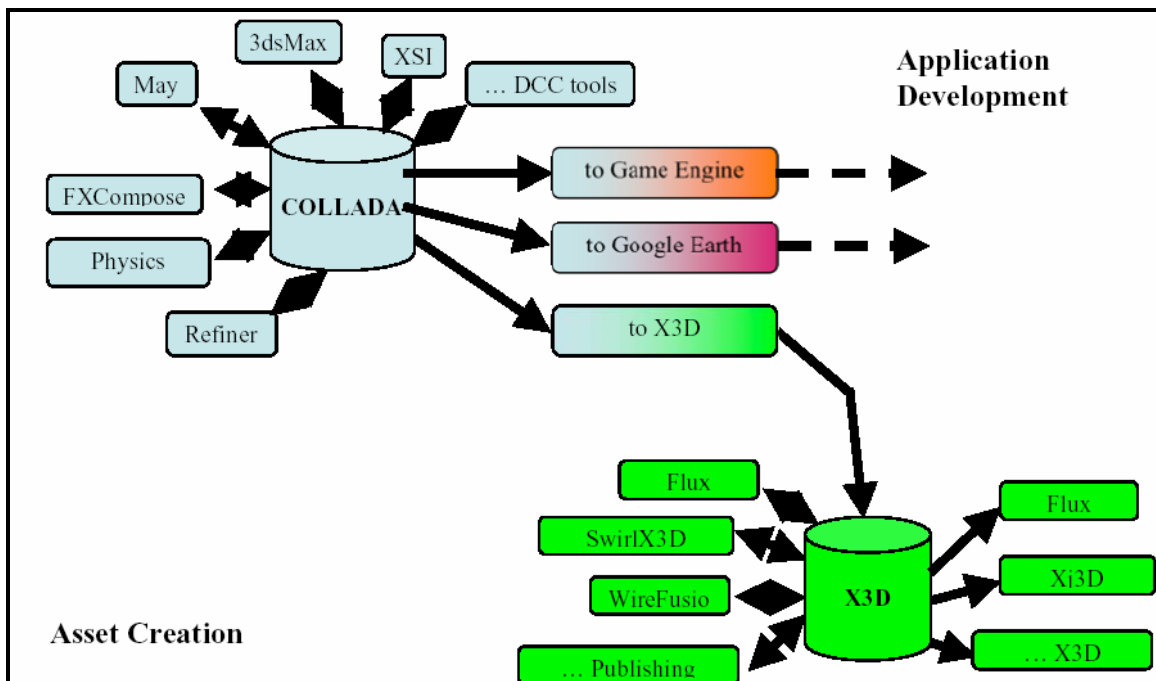 3dsMax
XSI
Application
Development
May
… DCC tools
to Game Engine
FXCompose
COLLADA
to Google Earth
Physics
to X3D
Refiner
Flux
Flux
SwirlX3D
Xj3D
WireFusio
X3D
Asset Creation
… Publishing
… X3D